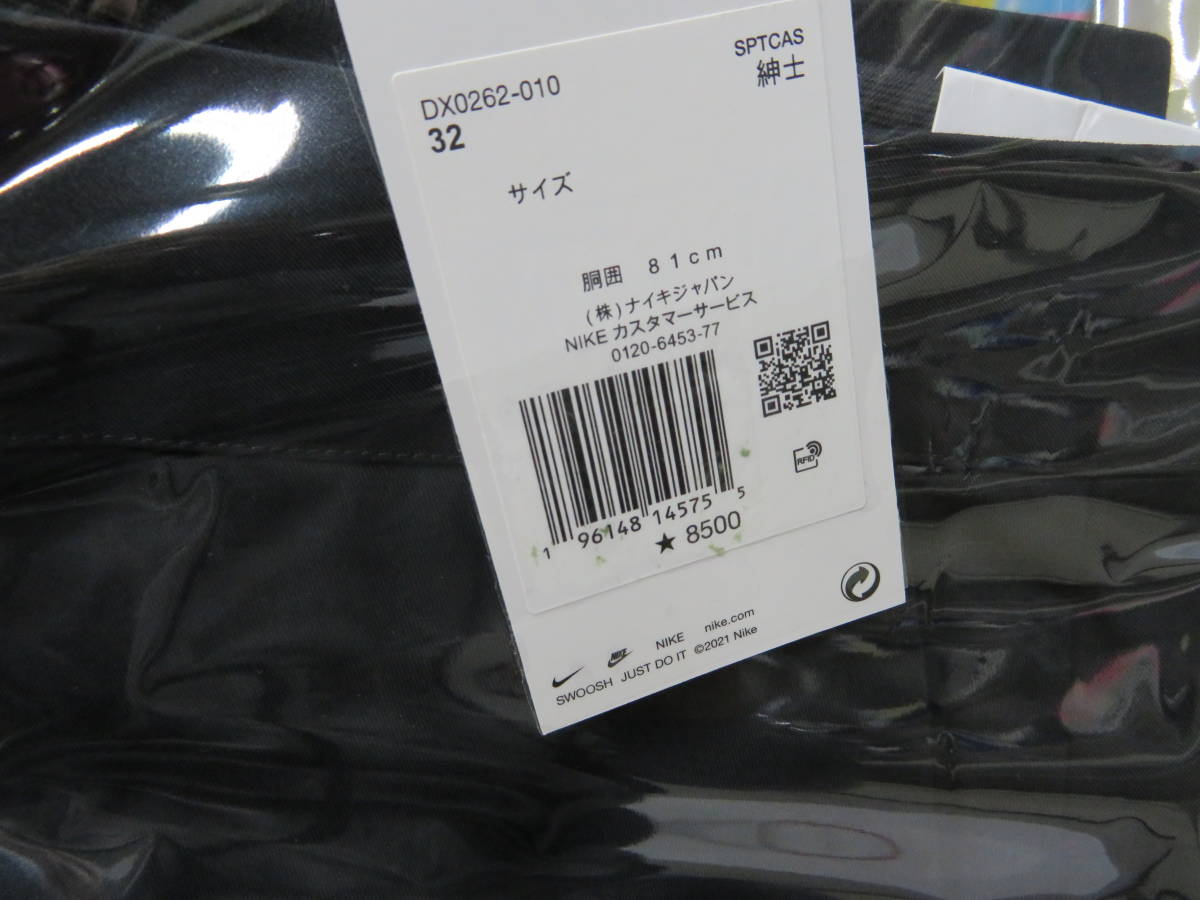 SPTCAS
紳士
DX0262-010
32
サイズ
胴囲 81cm
(株)ナイキジャパン
NIKE カスタマーサービス
0120-6453-77
RFID
1 96148 14575 5
★ 8500
NIKE nike.com
NIKE
SWOOSH JUST DO IT ©2021 Nike